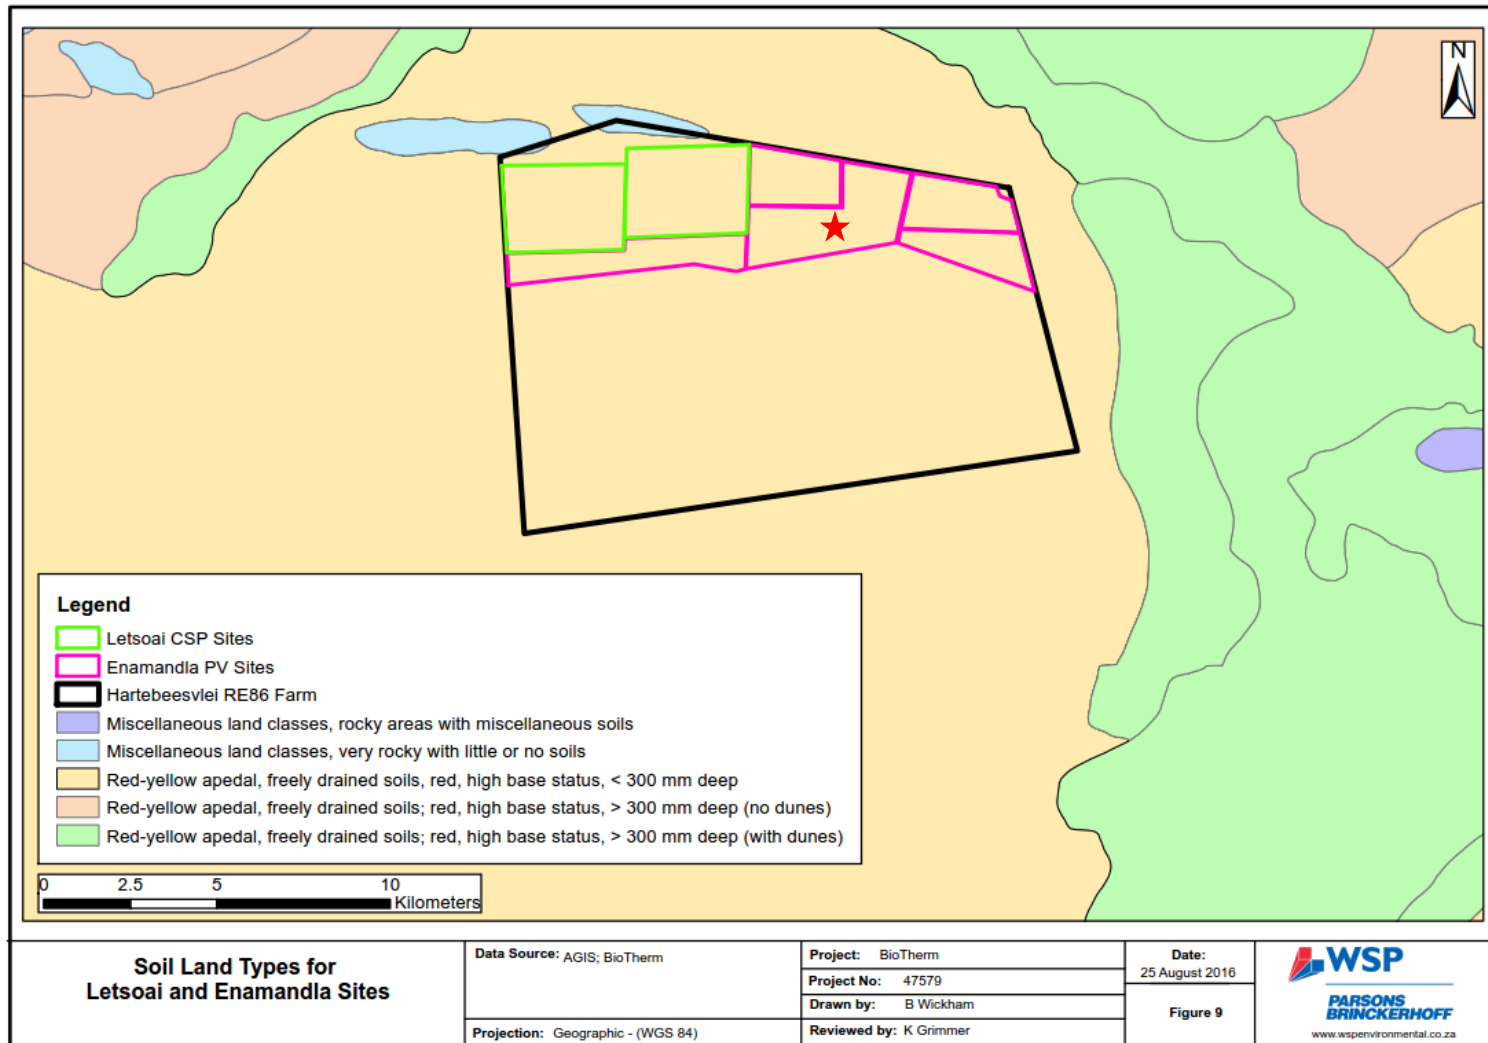 N
Legend
Letsoai CSP Sites
Enamandla PV Sites
Hartebeesvlei RE86 Farm
Miscellaneous land classes, rocky areas with miscellaneous soils
Miscellaneous land classes, very rocky with little or no soils
Red-yellow apedal, freely drained soils, red, high base status, < 300 mm deep
Red-yellow apedal, freely drained soils; red, high base status, > 300 mm deep (no dunes)
Red-yellow apedal, freely drained soils; red, high base status, > 300 mm deep (with dunes)
0 2.5 5 10
Kilometers
Soil Land Types for
Letsoai and Enamandla Sites
Data Source: AGIS; BioTherm
Projection: Geographic - (WGS 84)
Project: BioTherm
Project No: 47579
Drawn by: B Wickham
Reviewed by: K Grimmer
Date:
25 August 2016
Figure 9
WSP
PARSONS
BRINCKERHOFF
www.wspenvironmental.co.za